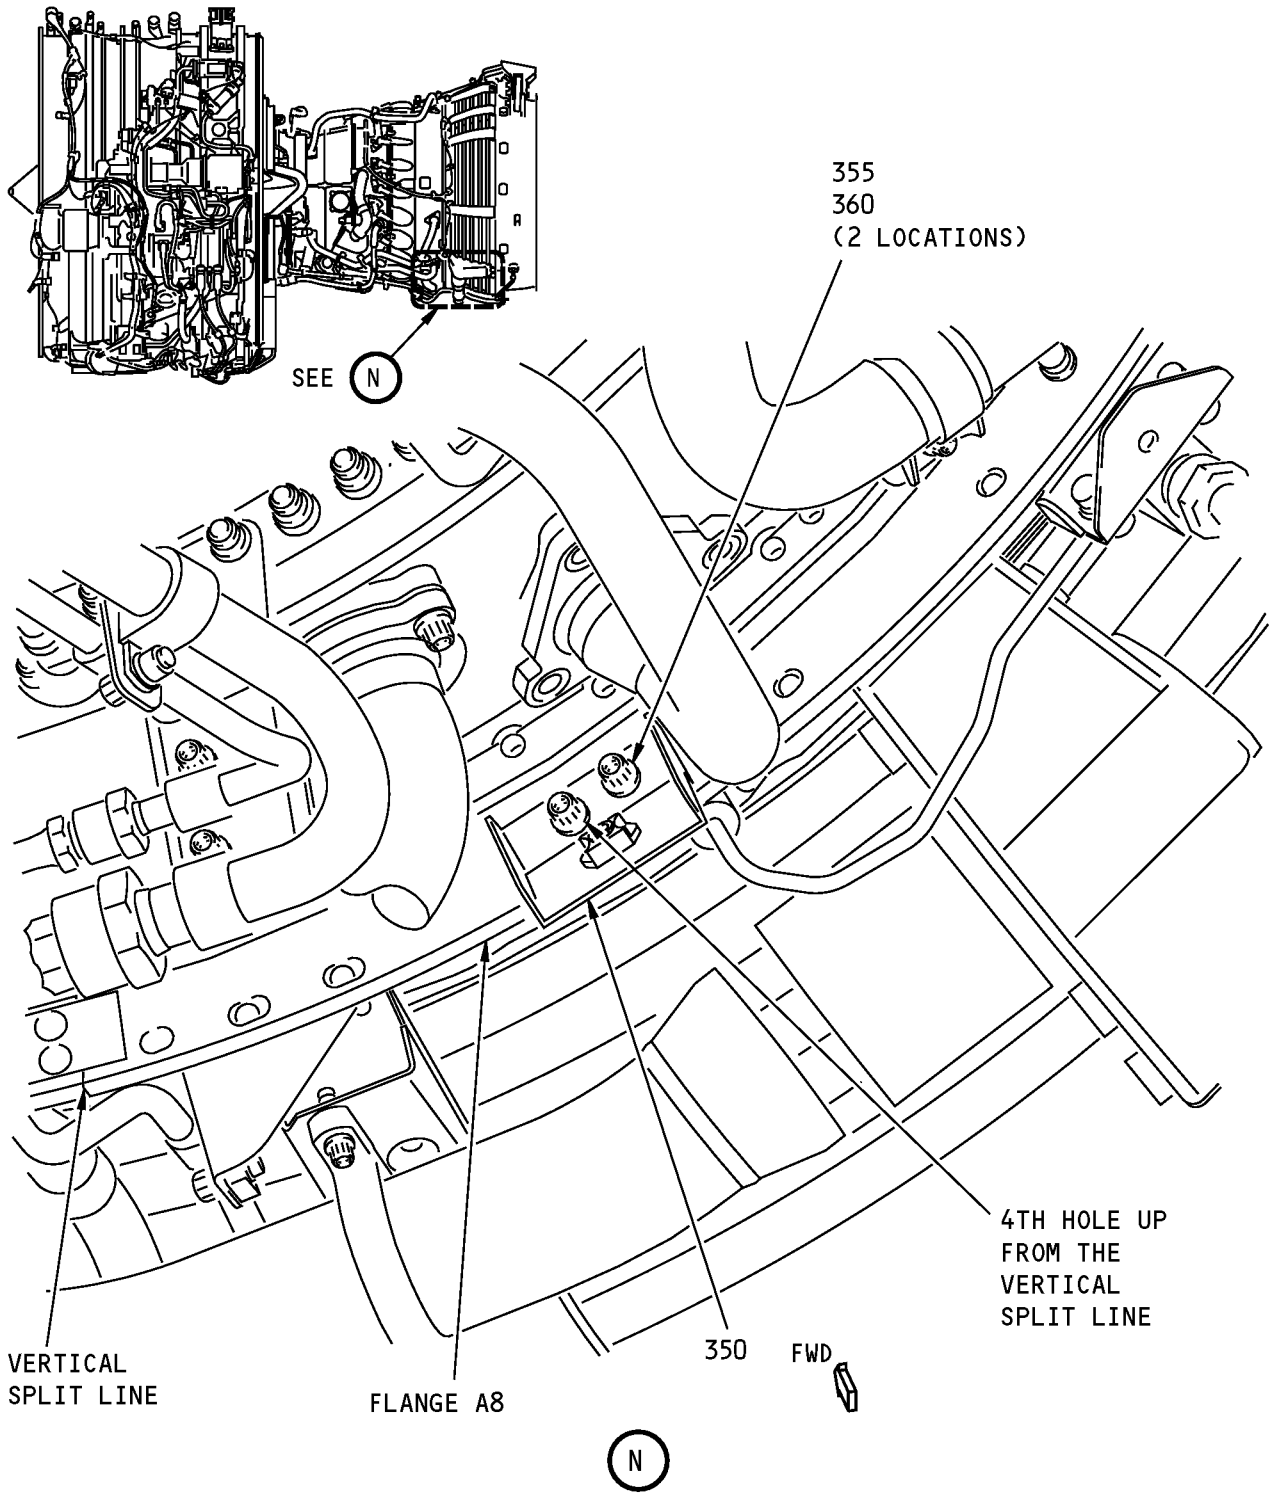 355
360
(2 LOCATIONS)
SEE N
4TH HOLE UP
FROM THE
VERTICAL
SPLIT LINE
350
FWD
VERTICAL
SPLIT LINE
FLANGE A8
N